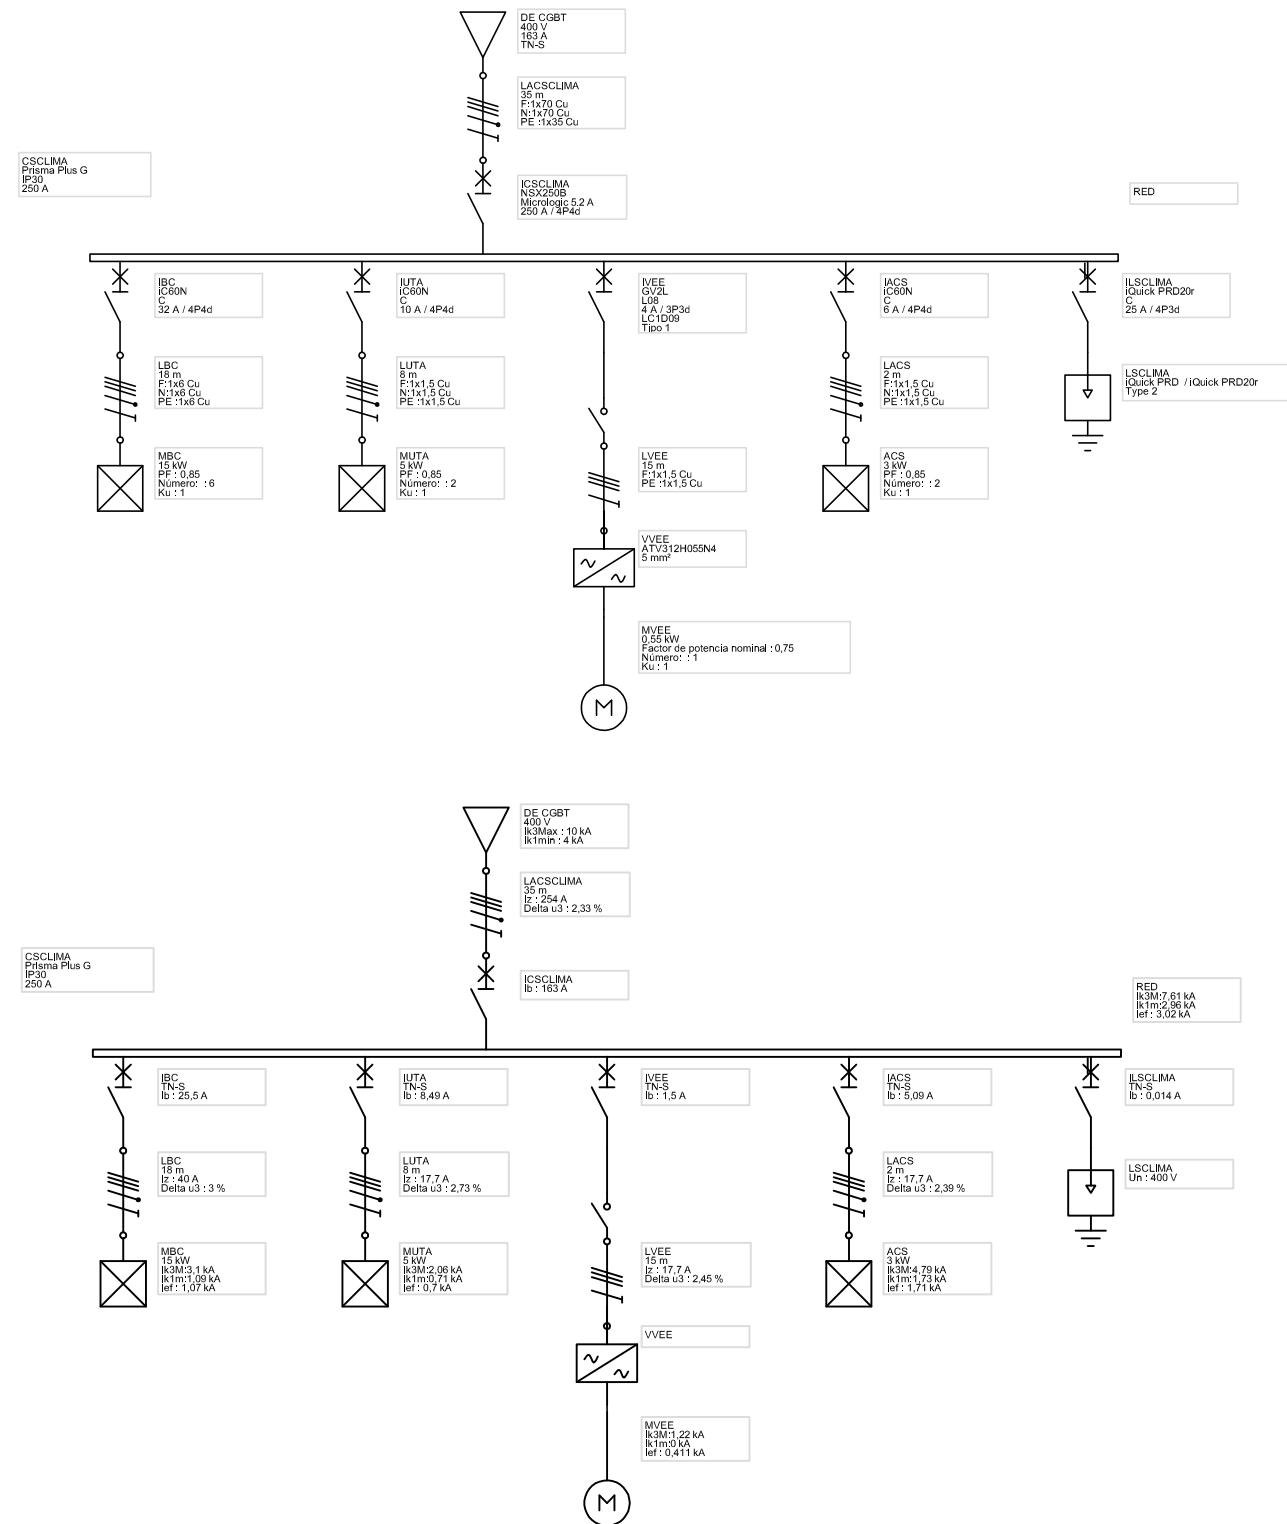 DE CGBT
400 V
163 A
TN-S
LACSCLIMA
35 m
F:1x70 Cu
N:1x70 Cu
PE :1x35 Cu
CSCLIMA
Prisma Plus G
IP30
250 A
ICSCLIMA
NSX250B
Micrologic 5.2 A
250 A / 4P4d
RED
IBC
iC60N
C
32 A / 4P4d
IUTA
iC60N
C
10 A / 4P4d
IVEE
GV2L
L08
4 A / 3P3d
LC1D09
Tipo 1
IACS
iC60N
C
6 A / 4P4d
ILSCLIMA
iQuick PRD20r
C
25 A / 4P3d
LBC
18 m
F:1x6 Cu
N:1x6 Cu
PE :1x6 Cu
LUTA
8 m
F:1x1,5 Cu
N:1x1,5 Cu
PE :1x1,5 Cu
LACS
2 m
F:1x1,5 Cu
N:1x1,5 Cu
PE :1x1,5 Cu
LSCLIMA
iQuick PRD / iQuick PRD20r
Type 2
MBC
15 kW
PF : 0,85
Número: : 6
Ku : 1
MUTA
5 kW
PF : 0,85
Número: : 2
Ku : 1
LVEE
15 m
F:1x1,5 Cu
PE :1x1,5 Cu
ACS
3 kW
PF : 0,85
Número: : 2
Ku : 1
VVEE
ATV312H055N4
5 mm²
MVEE
0,55 kW
Factor de potencia nominal : 0,75
Número: : 1
Ku : 1
M
DE CGBT
400 V
Ik3Max : 10 kA
Ik1min : 4 kA
LACSCLIMA
35 m
Iz : 254 A
Delta u3 : 2,33 %
CSCLIMA
Prisma Plus G
IP30
250 A
ICSCLIMA
Ib : 163 A
RED
Ik3M:7,61 kA
Ik1m:2,96 kA
Ief : 3,02 kA
IBC
TN-S
Ib : 25,5 A
IUTA
TN-S
Ib : 8,49 A
IVEE
TN-S
Ib : 1,5 A
IACS
TN-S
Ib : 5,09 A
ILSCLIMA
TN-S
Ib : 0,014 A
LBC
18 m
Iz : 40 A
Delta u3 : 3 %
LUTA
8 m
Iz : 17,7 A
Delta u3 : 2,73 %
LACS
2 m
Iz : 17,7 A
Delta u3 : 2,39 %
LSCLIMA
Un : 400 V
MBC
15 kW
Ik3M:3,1 kA
Ik1m:1,09 kA
Ief : 1,07 kA
MUTA
5 kW
Ik3M:2,06 kA
Ik1m:0,71 kA
Ief : 0,7 kA
LVEE
15 m
Iz : 17,7 A
Delta u3 : 2,45 %
ACS
3 kW
Ik3M:4,79 kA
Ik1m:1,73 kA
Ief : 1,71 kA
VVEE
MVEE
Ik3M:1,22 kA
Ik1m:0 kA
Ief : 0,411 kA
M